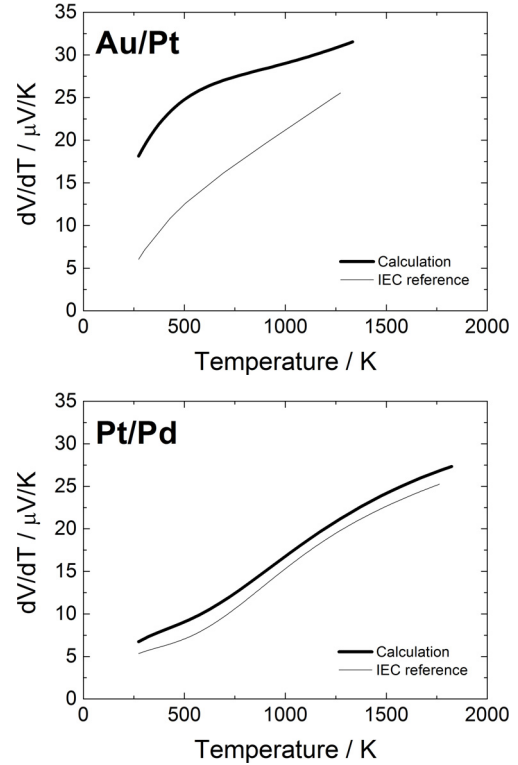 Au/Pt
dV/dT / μV/K
35
30
25
20
15
10
5
0
Calculation
IEC reference
0 500 1000 1500 2000
Temperature / K
Pt/Pd
dV/dT / μV/K
35
30
25
20
15
10
5
0
Calculation
IEC reference
0 500 1000 1500 2000
Temperature / K